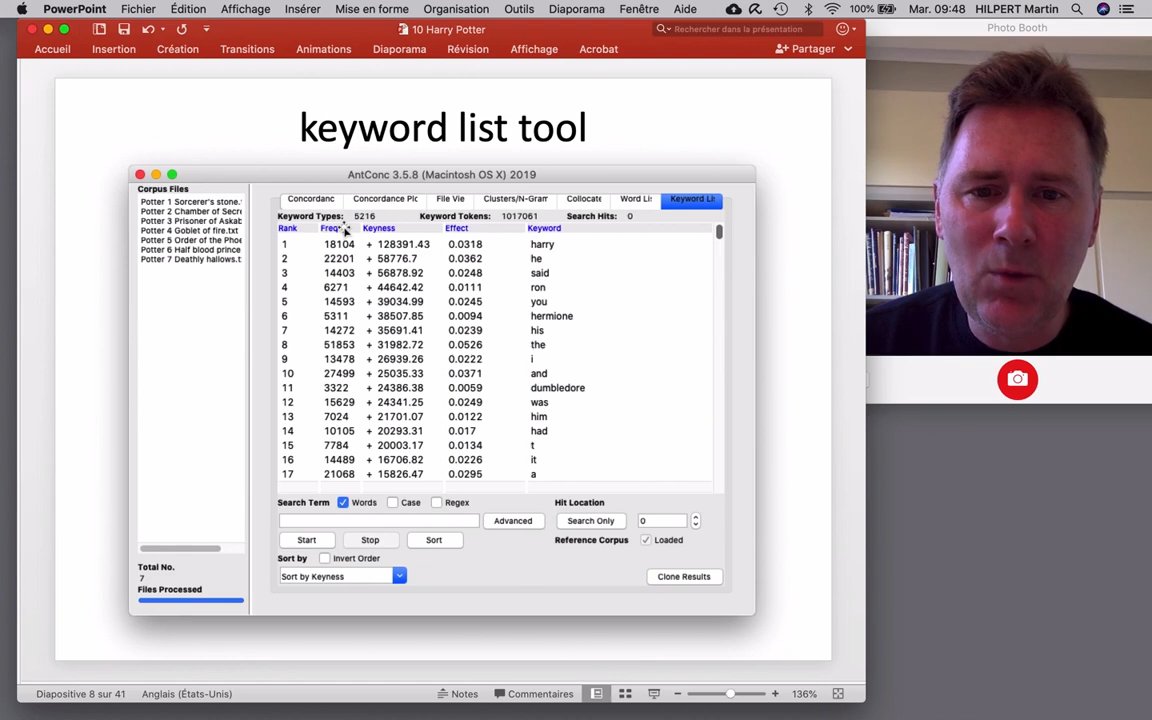 PowerPoint Fichier Édition Affichage Insérer Mise en forme Organisation Outils Diaporama Fenêtre Aide 100% Mar. 09:48 HILPERT Martin
10 Harry Potter
Rechercher dans la présentation
Photo Booth
Accueil Insertion Création Transitions Animations Diaporama Révision Affichage Acrobat Partager
keyword list tool
AntConc 3.5.8 (Macintosh OS X) 2019
Corpus Files
Potter 1 Sorcerer's stone.
Potter 2 Chamber of Secre
Potter 3 Prisoner of Askab
Potter 4 Goblet of fire.txt
Potter 5 Order of the Phoe
Potter 6 Half blood prince
Potter 7 Deathly hallows.t
Concordanc Concordance Plc File Vie Clusters/N-Gram Collocate Word Lis Keyword Lis
Keyword Types: 5216 Keyword Tokens: 1017061 Search Hits: 0
Rank Freq Keyness Effect Keyword
1 18104 + 128391.43 0.0318 harry
2 22201 + 58776.7 0.0362 he
3 14403 + 56878.92 0.0248 said
4 6271 + 44642.42 0.0111 ron
5 14593 + 39034.99 0.0245 you
6 5311 + 38507.85 0.0094 hermione
7 14272 + 35691.41 0.0239 his
8 51853 + 31982.72 0.0526 the
9 13478 + 26939.26 0.0222 i
10 27499 + 25035.33 0.0371 and
11 3322 + 24386.38 0.0059 dumbledore
12 15629 + 24341.25 0.0249 was
13 7024 + 21701.07 0.0122 him
14 10105 + 20293.31 0.017 had
15 7784 + 20003.17 0.0134 t
16 14489 + 16706.82 0.0226 it
17 21068 + 15826.47 0.0295 a
Search Term Words Case Regex Hit Location
Advanced Search Only 0
Start Stop Sort Reference Corpus Loaded
Sort by Invert Order
Sort by Keyness Clone Results
Total No.
7
Files Processed
Diapositive 8 sur 41 Anglais (États-Unis) Notes Commentaires 136%